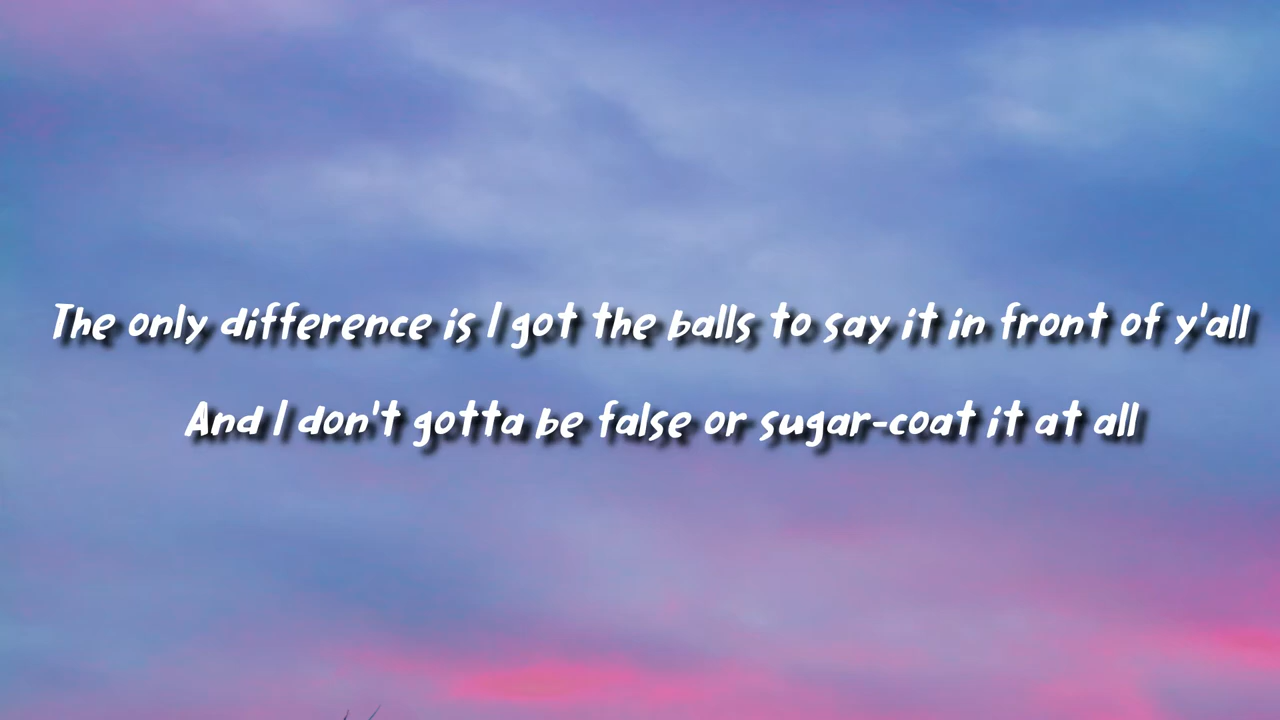 The only difference is I got the balls to say it in front of y'all
And I don't gotta be false or sugar-coat it at all